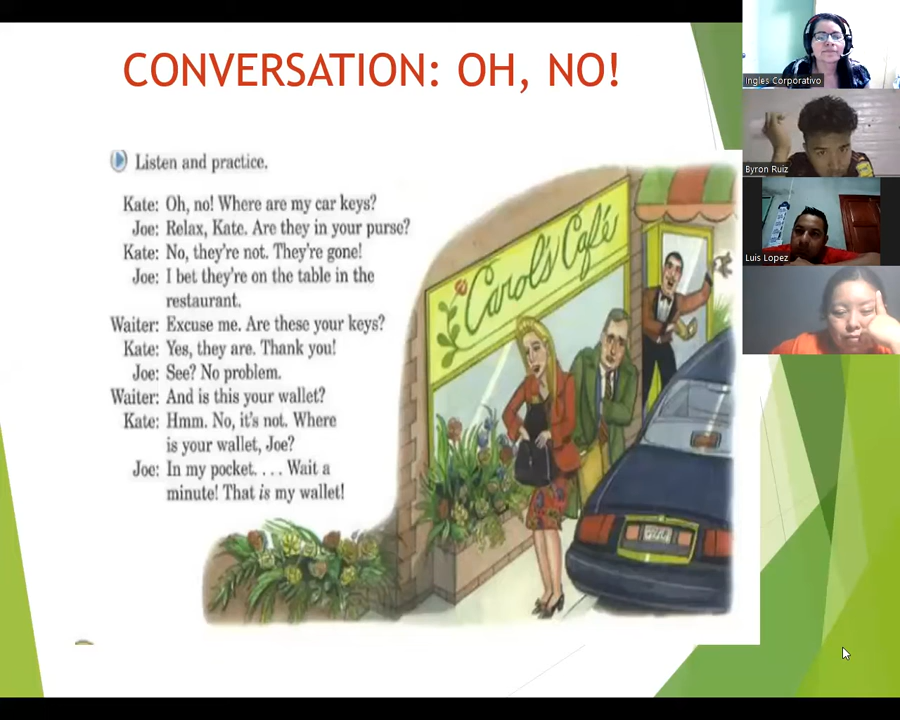 CONVERSATION: OH, NO!
Listen and practice.
Kate: Oh, no! Where are my car keys?
Joe: Relax, Kate. Are they in your purse?
Kate: No, they're not. They're gone!
Joe: I bet they're on the table in the
restaurant.
Waiter: Excuse me. Are these your keys?
Kate: Yes, they are. Thank you!
Joe: See? No problem.
Waiter: And is this your wallet?
Kate: Hmm. No, it's not. Where
is your wallet, Joe?
Joe: In my pocket. . . . Wait a
minute! That is my wallet!
Carol's Café
Ingles Corporativo
Byron Ruiz
Luis Lopez